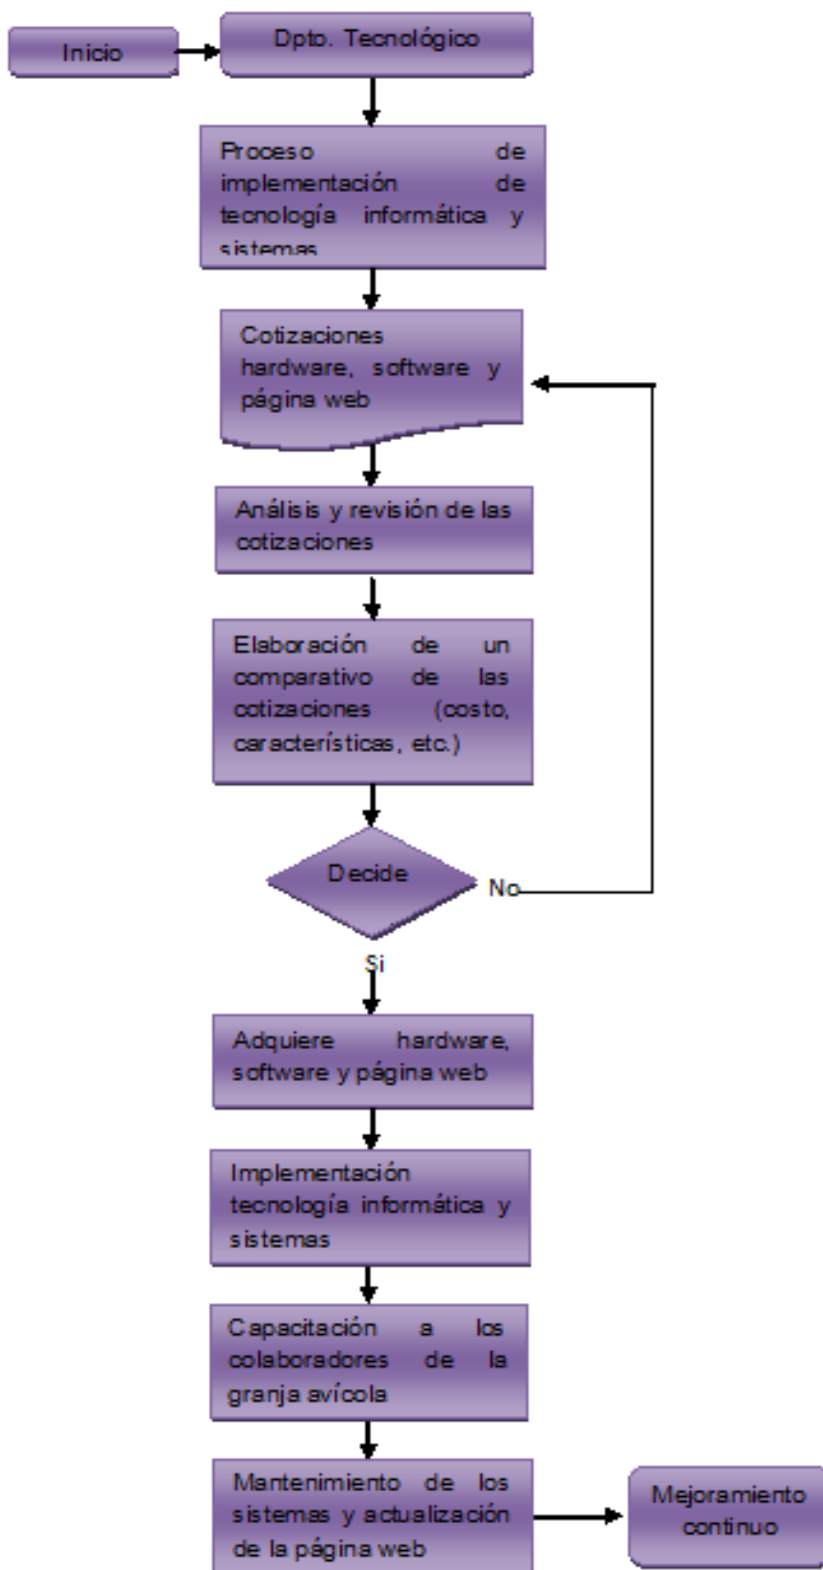 Inicio
Dpto. Tecnológico
Proceso de
implementación de
tecnología informática y
sistemas
Cotizaciones
hardware, software y
página web
Análisis y revisión de las
cotizaciones
Elaboración de un
comparativo de las
cotizaciones (costo,
características, etc.)
Decide
No
Si
Adquiere hardware,
software y página web
Implementación
tecnología informática y
sistemas
Capacitación a los
colaboradores de la
granja avícola
Mantenimiento de los
sistemas y actualización
de la página web
Mejoramiento
continuo